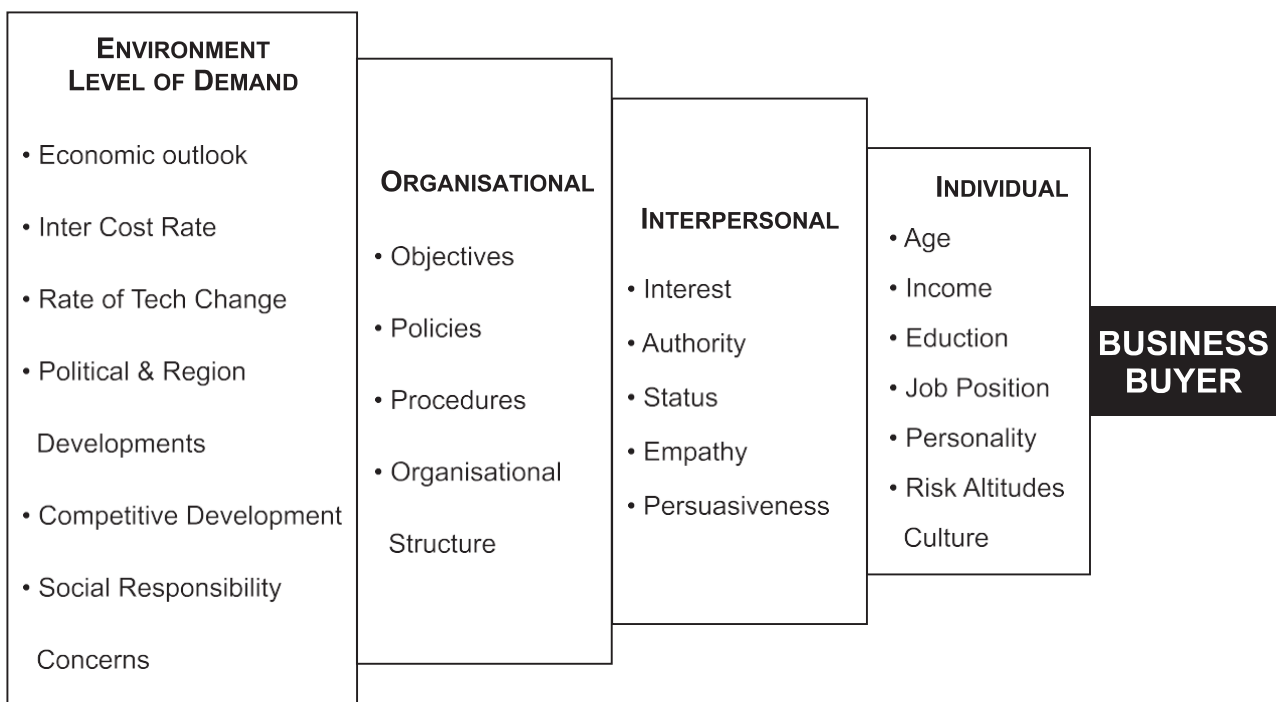 ENVIRONMENT
LEVEL OF DEMAND
• Economic outlook
• Inter Cost Rate
• Rate of Tech Change
• Political & Region
Developments
• Competitive Development
• Social Responsibility
Concerns
ORGANISATIONAL
• Objectives
• Policies
• Procedures
• Organisational
Structure
INTERPERSONAL
• Interest
• Authority
• Status
• Empathy
• Persuasiveness
INDIVIDUAL
• Age
• Income
• Eduction
• Job Position
• Personality
• Risk Altitudes
Culture
BUSINESS
BUYER